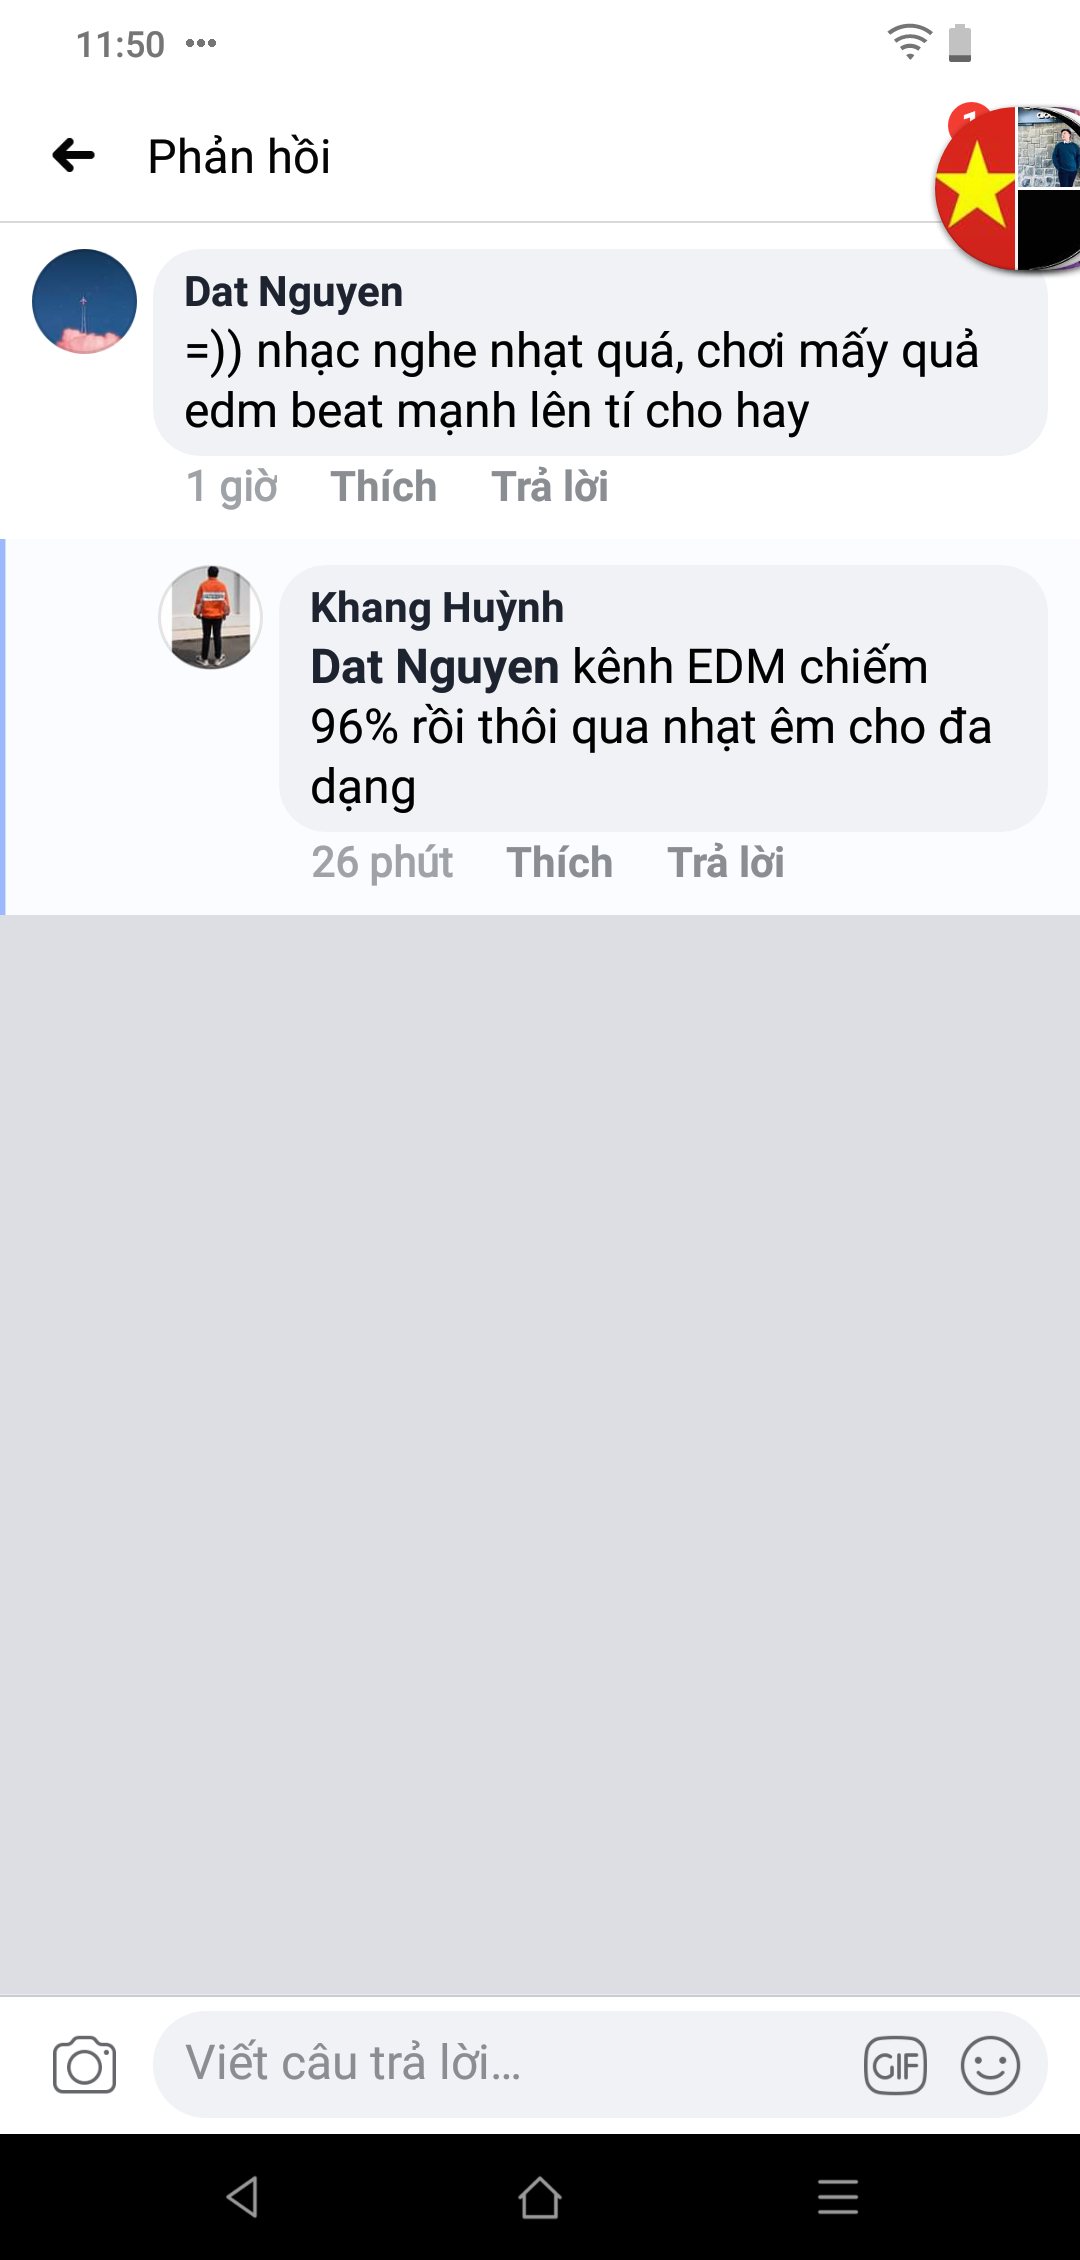 11:50
Phản hồi
Dat Nguyen
=)) nhạc nghe nhạt quá, chơi mấy quả
edm beat mạnh lên tí cho hay
1 giờ Thích Trả lời
Khang Huỳnh
Dat Nguyen kênh EDM chiếm
96% rồi thôi qua nhạt êm cho đa
dạng
26 phút Thích Trả lời
Viết câu trả lời...
GIF